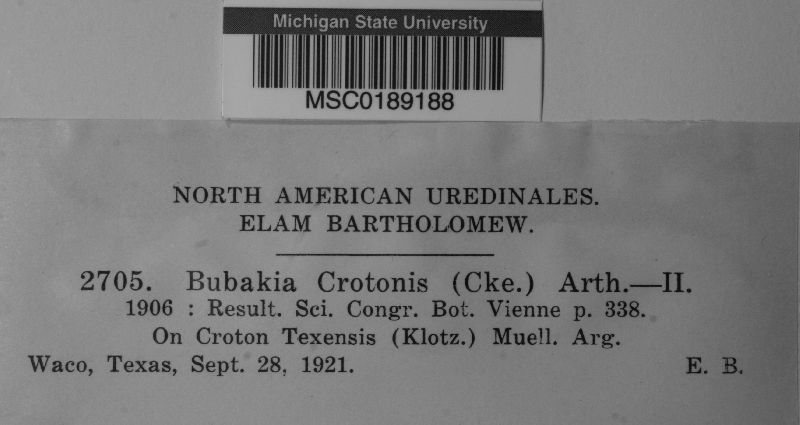 Michigan State University
MSC0189188
NORTH AMERICAN UREDINALES.
ELAM BARTHOLOMEW.
2705. Bubakia Crotonis (Cke.) Arth.—II.
1906 : Result. Sci. Congr. Bot. Vienne p. 338.
On Croton Texensis (Klotz.) Muell. Arg.
Waco, Texas, Sept. 28, 1921. E. B.